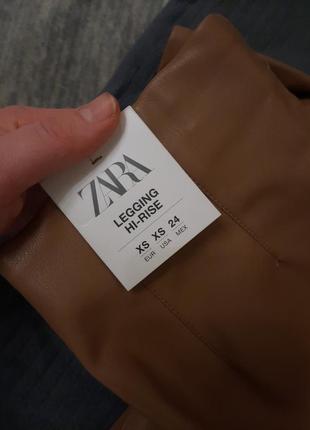 ZARA
LEGGING
HI-RISE
XS XS 24
EUR USA MEX